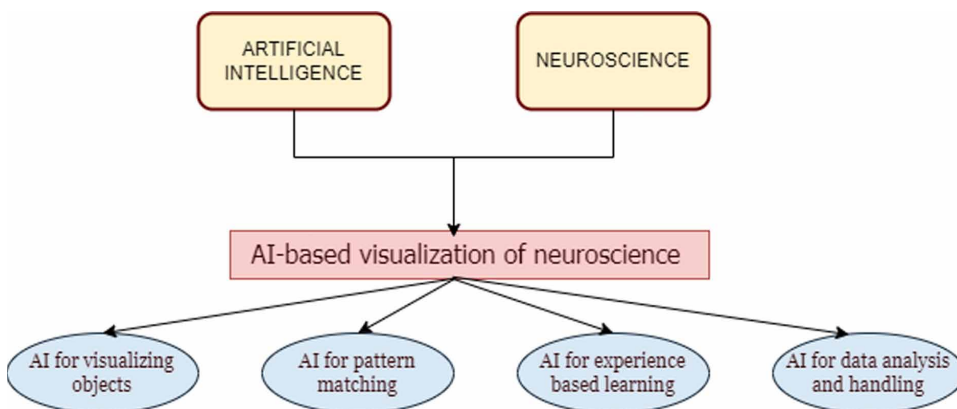 ARTIFICIAL
INTELLIGENCE
NEUROSCIENCE
AI-based visualization of neuroscience
AI for visualizing
objects
AI for pattern
matching
AI for experience
based learning
AI for data analysis
and handling